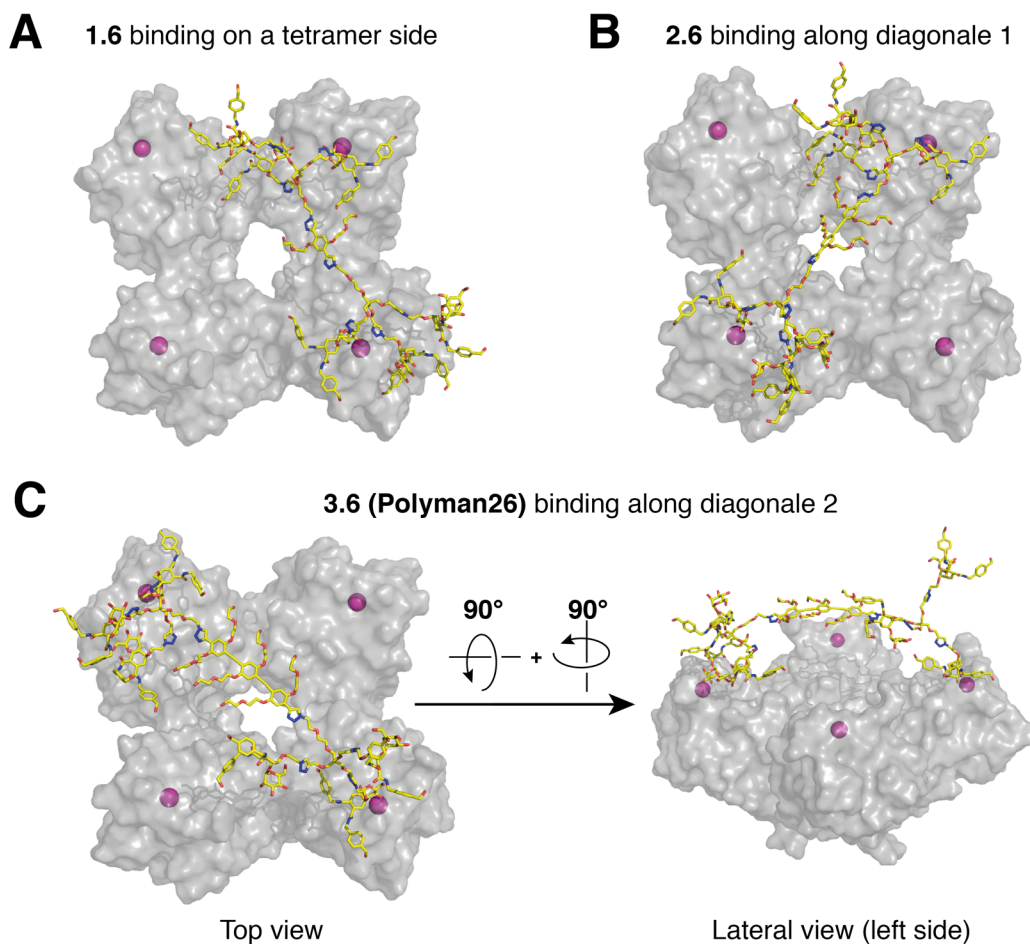 A
1.6 binding on a tetramer side
B
2.6 binding along diagonale 1
C
3.6 (Polyman26) binding along diagonale 2
90° + 90°
Top view
Lateral view (left side)